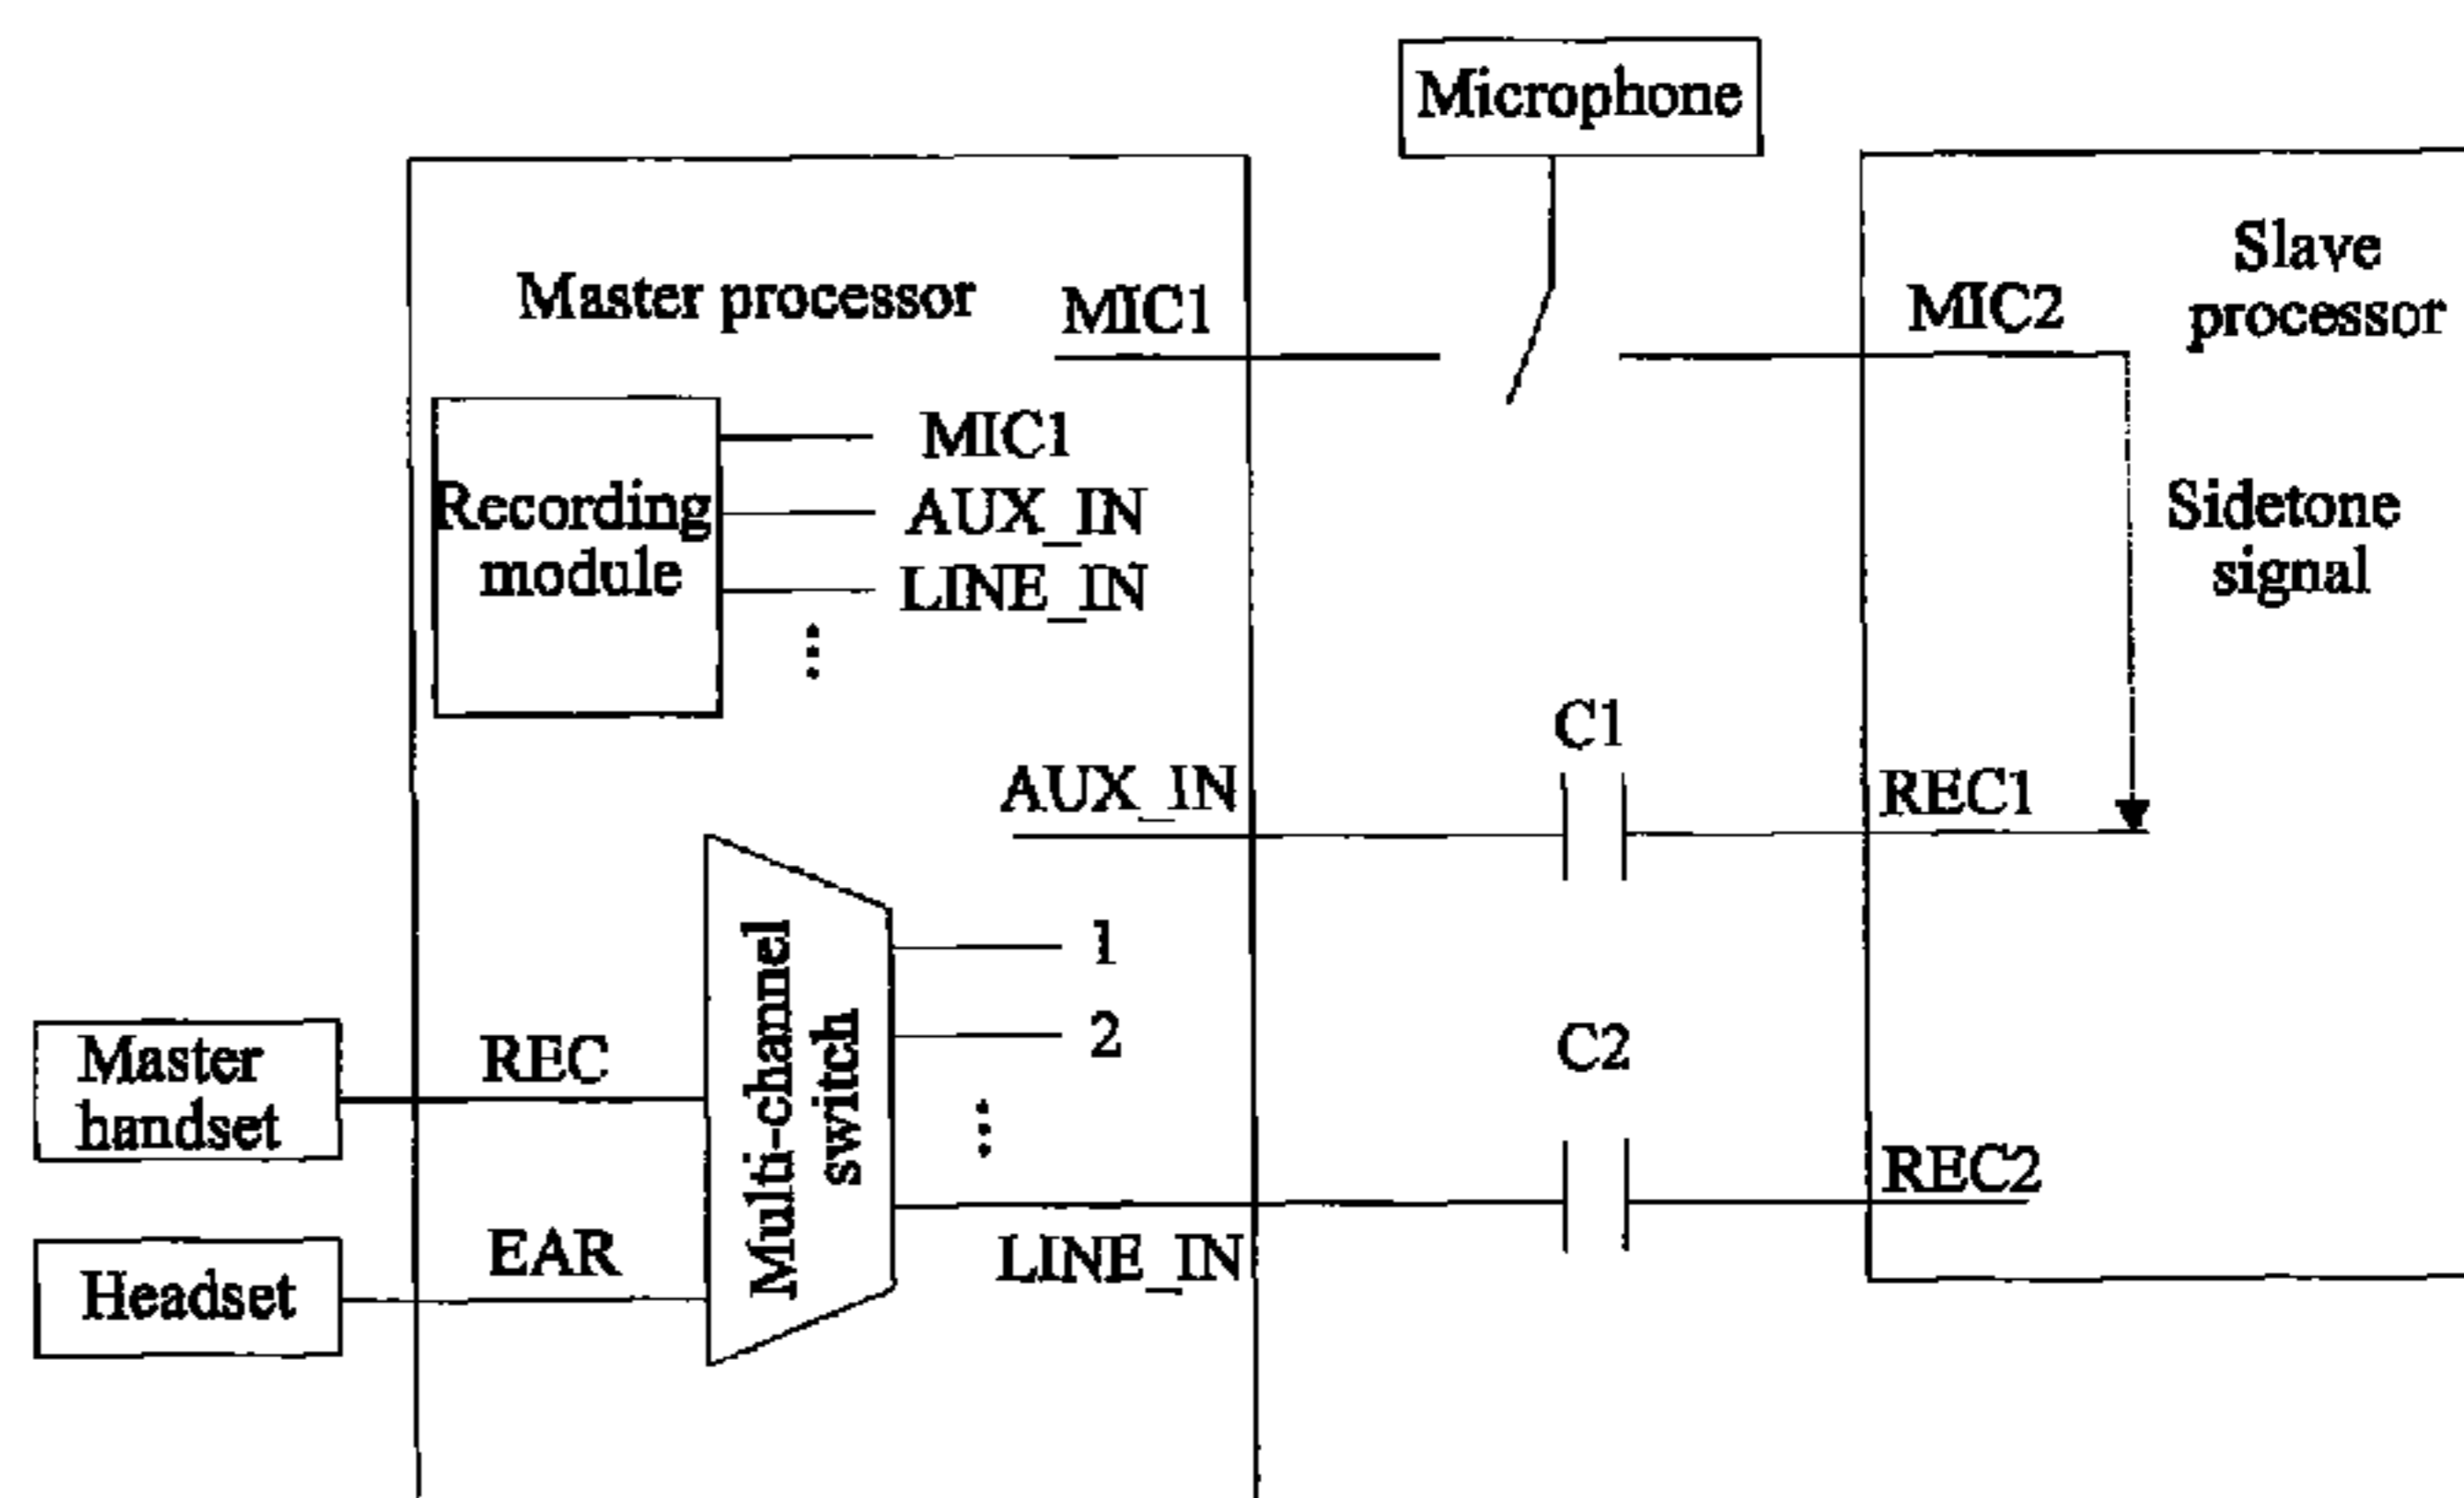 Microphone
Master processor
MIC1
MIC2
Slave
processor
Recording
module
MIC1
AUX_IN
LINE_IN
Sidetone
signal
C1
AUX_IN
REC1
Multi-channel
switch
1
2
Master
handset
REC
C2
REC2
Headset
EAR
LINE_IN